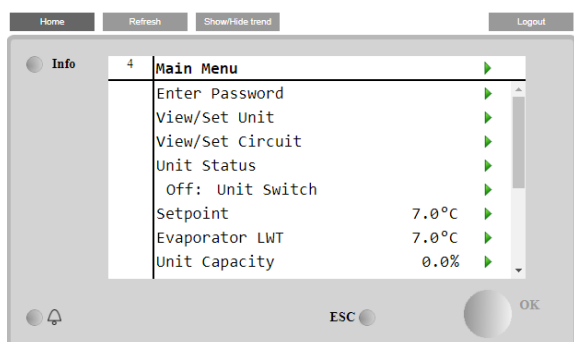 Home Refresh Show/Hide trend Logout
Info 4 Main Menu
Enter Password
View/Set Unit
View/Set Circuit
Unit Status
Off: Unit Switch
Setpoint 7.0°C
Evaporator LWT 7.0°C
Unit Capacity 0.0%
ESC OK